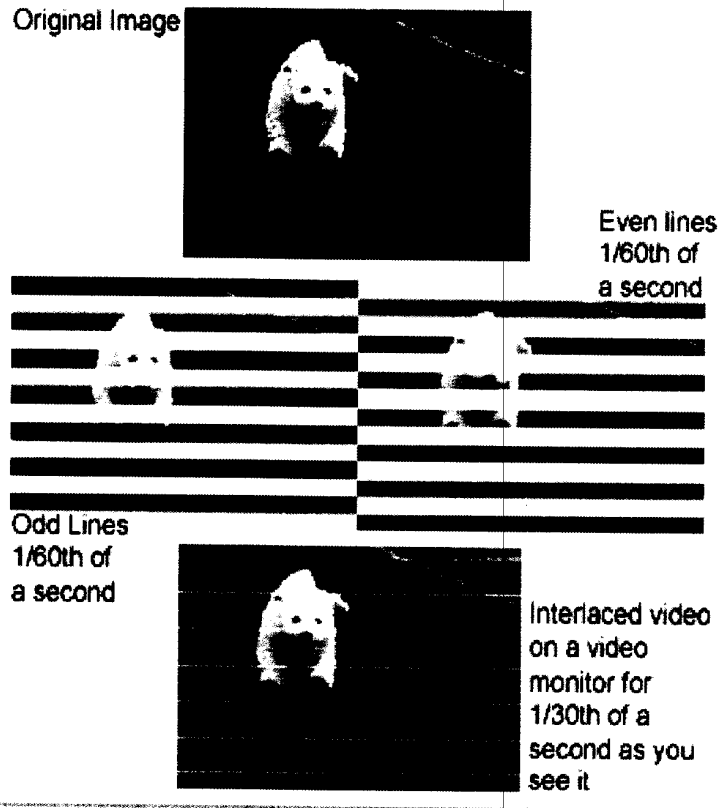 Original Image
Even lines
1/60th of
a second
Odd Lines
1/60th of
a second
Interlaced video
on a video
monitor for
1/30th of a
second as you
see it